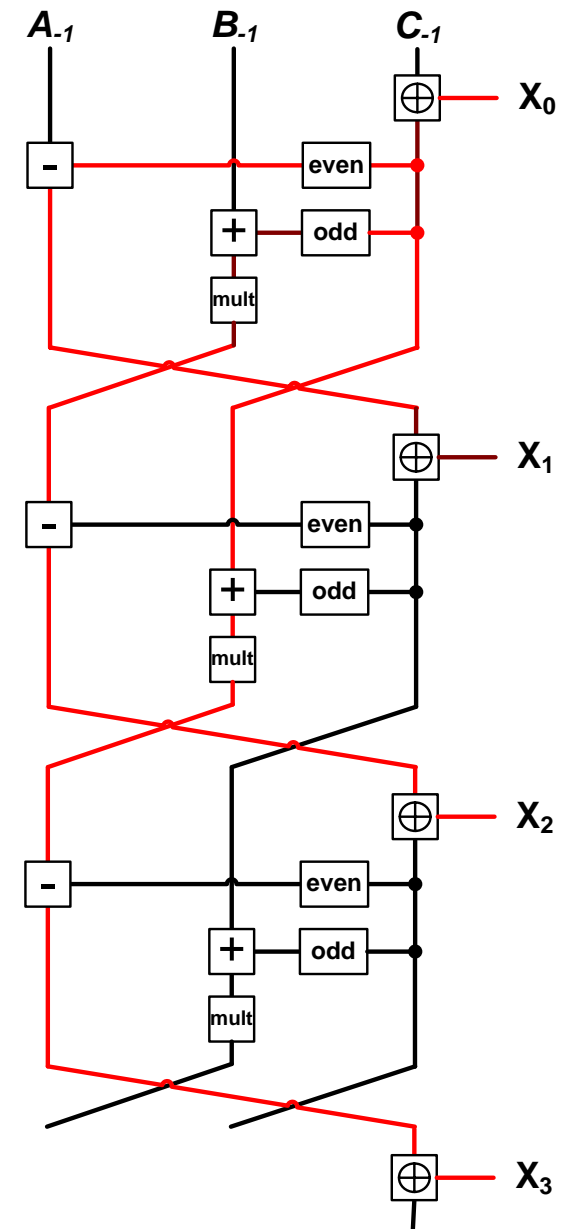 A₋₁ B₋₁ C₋₁
⊕ X₀
- even
+ odd
mult
⊕ X₁
- even
+ odd
mult
⊕ X₂
- even
+ odd
mult
⊕ X₃